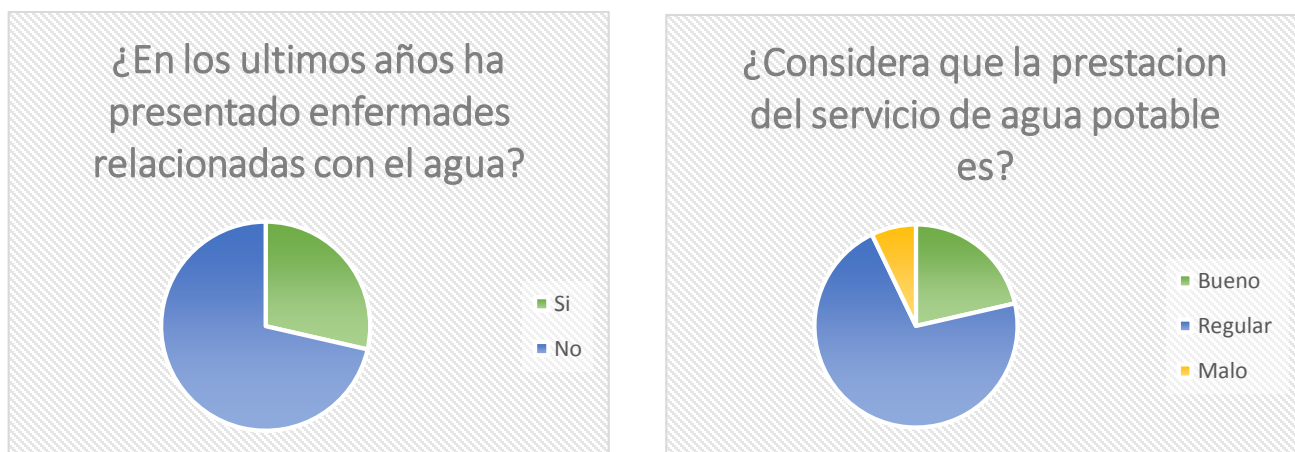 ¿En los ultimos años ha
presentado enfermades
relacionadas con el agua?
Si
No
¿Considera que la prestacion
del servicio de agua potable
es?
Bueno
Regular
Malo